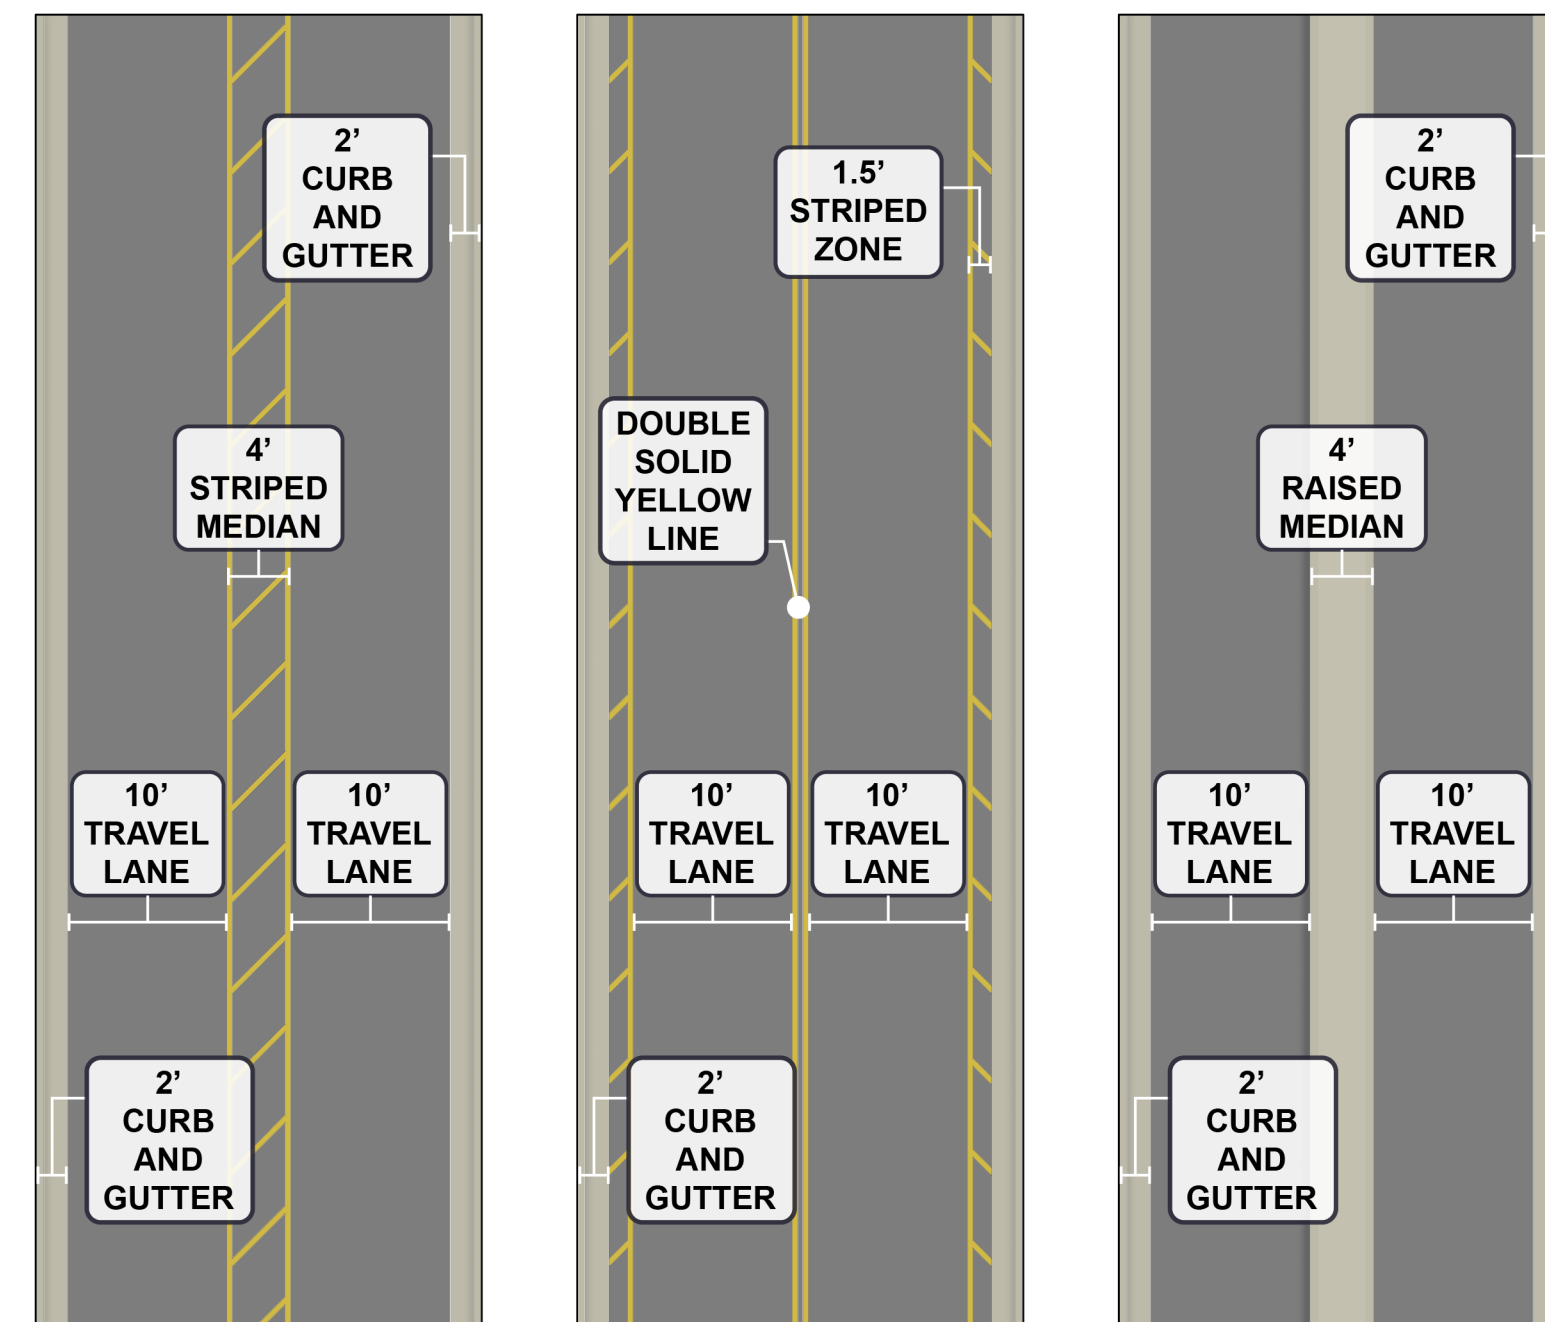 2’
CURB
AND
GUTTER
4’
STRIPED
MEDIAN
10’
TRAVEL
LANE
10’
TRAVEL
LANE
2’
CURB
AND
GUTTER
1.5’
STRIPED
ZONE
DOUBLE
SOLID
YELLOW
LINE
10’
TRAVEL
LANE
10’
TRAVEL
LANE
2’
CURB
AND
GUTTER
2’
CURB
AND
GUTTER
4’
RAISED
MEDIAN
10’
TRAVEL
LANE
10’
TRAVEL
LANE
2’
CURB
AND
GUTTER